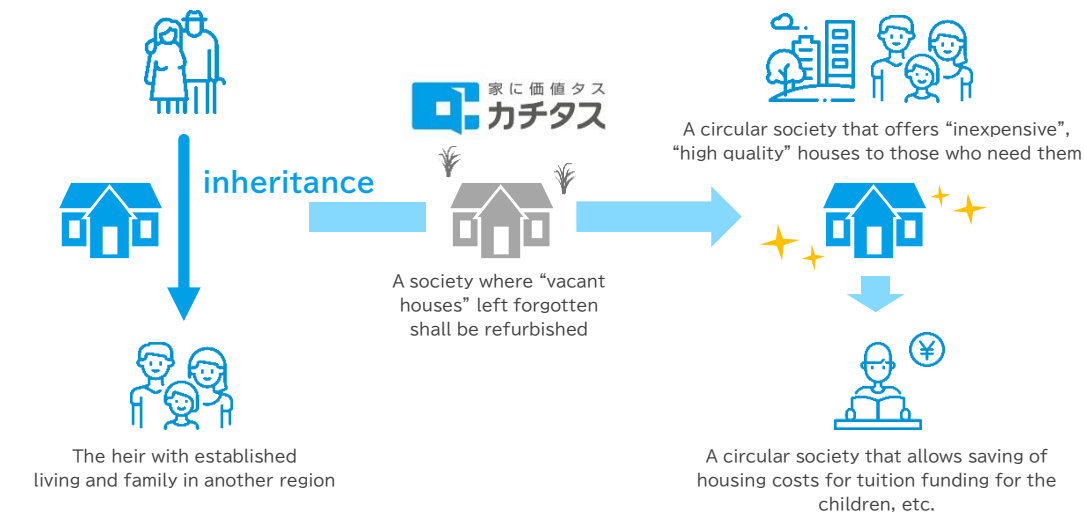 inheritance
The heir with established
living and family in another region
家に価値タス
カチタス
A society where “vacant
houses” left forgotten
shall be refurbished
A circular society that offers “inexpensive”,
“high quality” houses to those who need them
¥
A circular society that allows saving of
housing costs for tuition funding for the
children, etc.